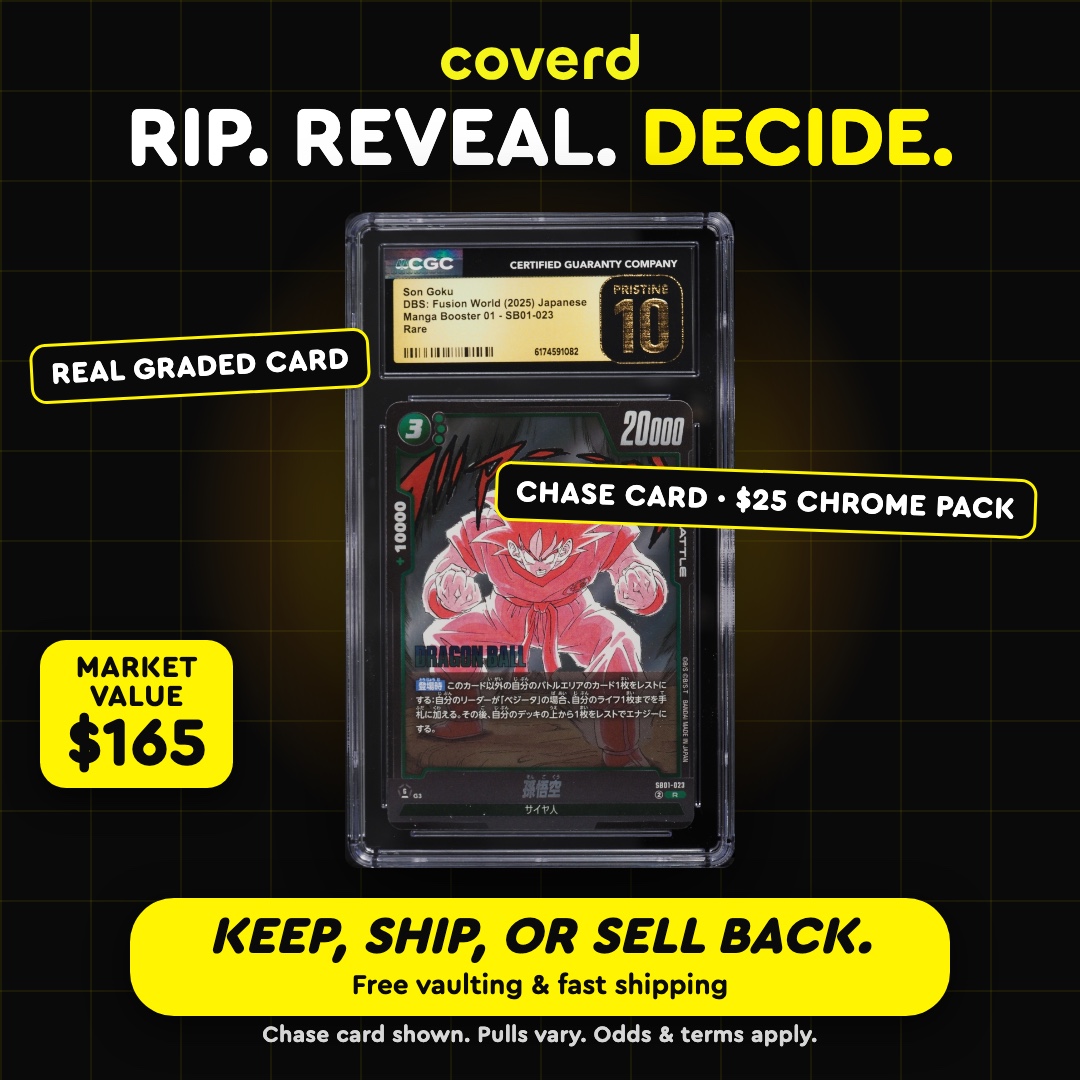 coverd
RIP. REVEAL. DECIDE.
CGC
CERTIFIED GUARANTY COMPANY
Son Goku
DBS: Fusion World (2025) Japanese
Manga Booster 01 - SB01-023
Rare
6174591082
PRISTINE
10
REAL GRADED CARD
3
20000
CHASE CARD • $25 CHROME PACK
+10000
MARKET
VALUE
$165
DRAGON BALL
登場時 このカード以外の自分のバトルエリアのカード1枚をレストに
する:自分のリーダーが「ベジータ」の場合、自分のライフ1枚までを手
札に加える。その後、自分のデッキの上から1枚をレストでエナジーに
する。
孫悟空
サイヤ人
G3
SB01-023
R
KEEP, SHIP, OR SELL BACK.
Free vaulting & fast shipping
Chase card shown. Pulls vary. Odds & terms apply.